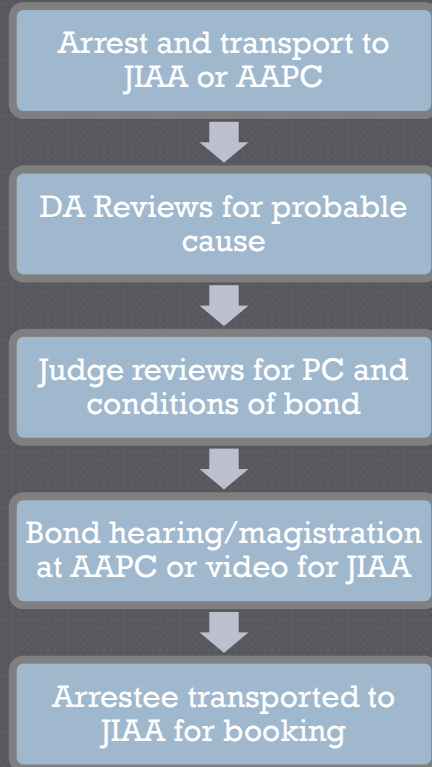 Arrest and transport to
JIAA or AAPC
DA Reviews for probable
cause
Judge reviews for PC and
conditions of bond
Bond hearing/magistration
at AAPC or video for JIAA
Arrestee transported to
JIAA for booking